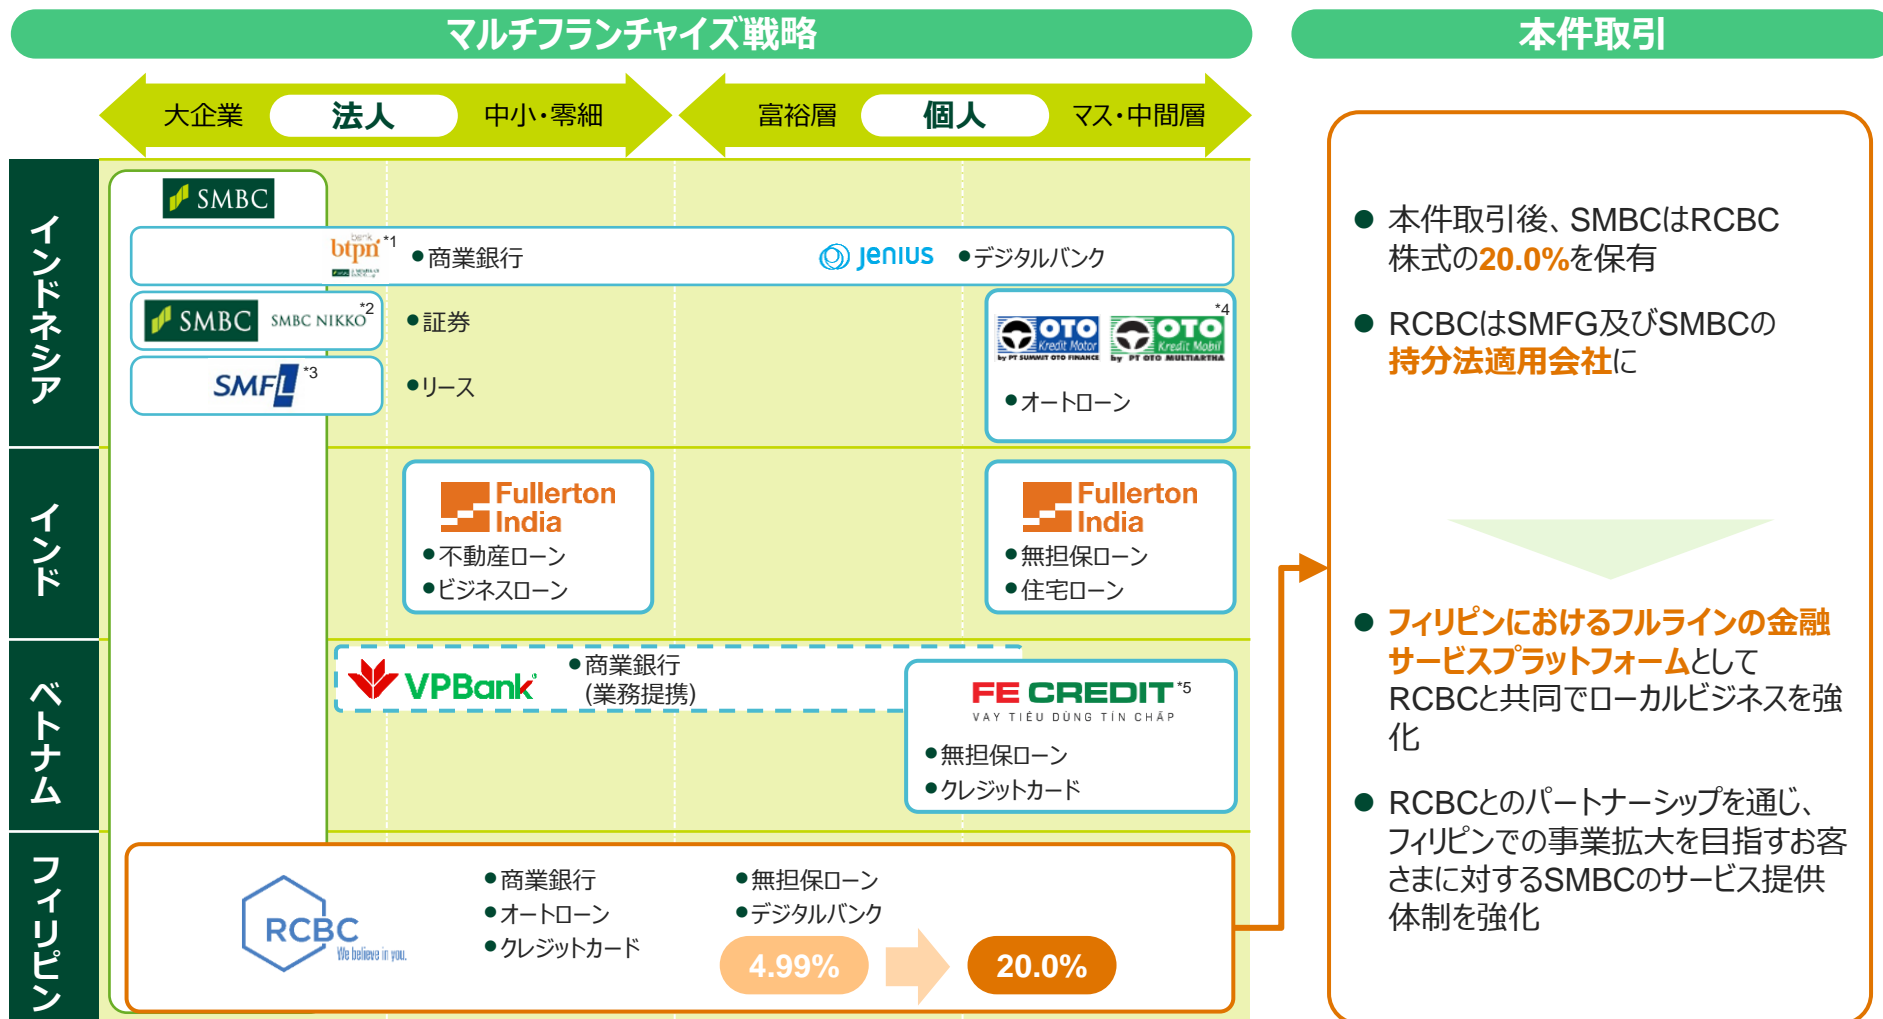 マルチフランチャイズ戦略
本件取引
大企業
法人
中小・零細
富裕層
個人
マス・中間層
インドネシア
SMBC
bank
btpn
*1
●商業銀行
Jenius
●デジタルバンク
SMBC
SMBC NIKKO
*2
●証券
SMFL
*3
●リース
OTO
Kredit Motor
by PT SUMMIT OTO FINANCE
OTO
Kredit Mobil
by PT OTO MULTIARTHA
*4
●オートローン
インド
Fullerton
India
●不動産ローン
●ビジネスローン
Fullerton
India
●無担保ローン
●住宅ローン
ベトナム
VPBank
●商業銀行
(業務提携)
FE CREDIT
*5
VAY TIÊU DÙNG TÍN CHẤP
●無担保ローン
●クレジットカード
フィリピン
RCBC
We believe in you.
●商業銀行
●オートローン
●クレジットカード
●無担保ローン
●デジタルバンク
4.99%
20.0%
● 本件取引後、SMBCはRCBC
株式の20.0%を保有
● RCBCはSMFG及びSMBCの
持分法適用会社に
● フィリピンにおけるフルラインの金融
サービスプラットフォームとして
RCBCと共同でローカルビジネスを強
化
● RCBCとのパートナーシップを通じ、
フィリピンでの事業拡大を目指すお客
さまに対するSMBCのサービス提供
体制を強化